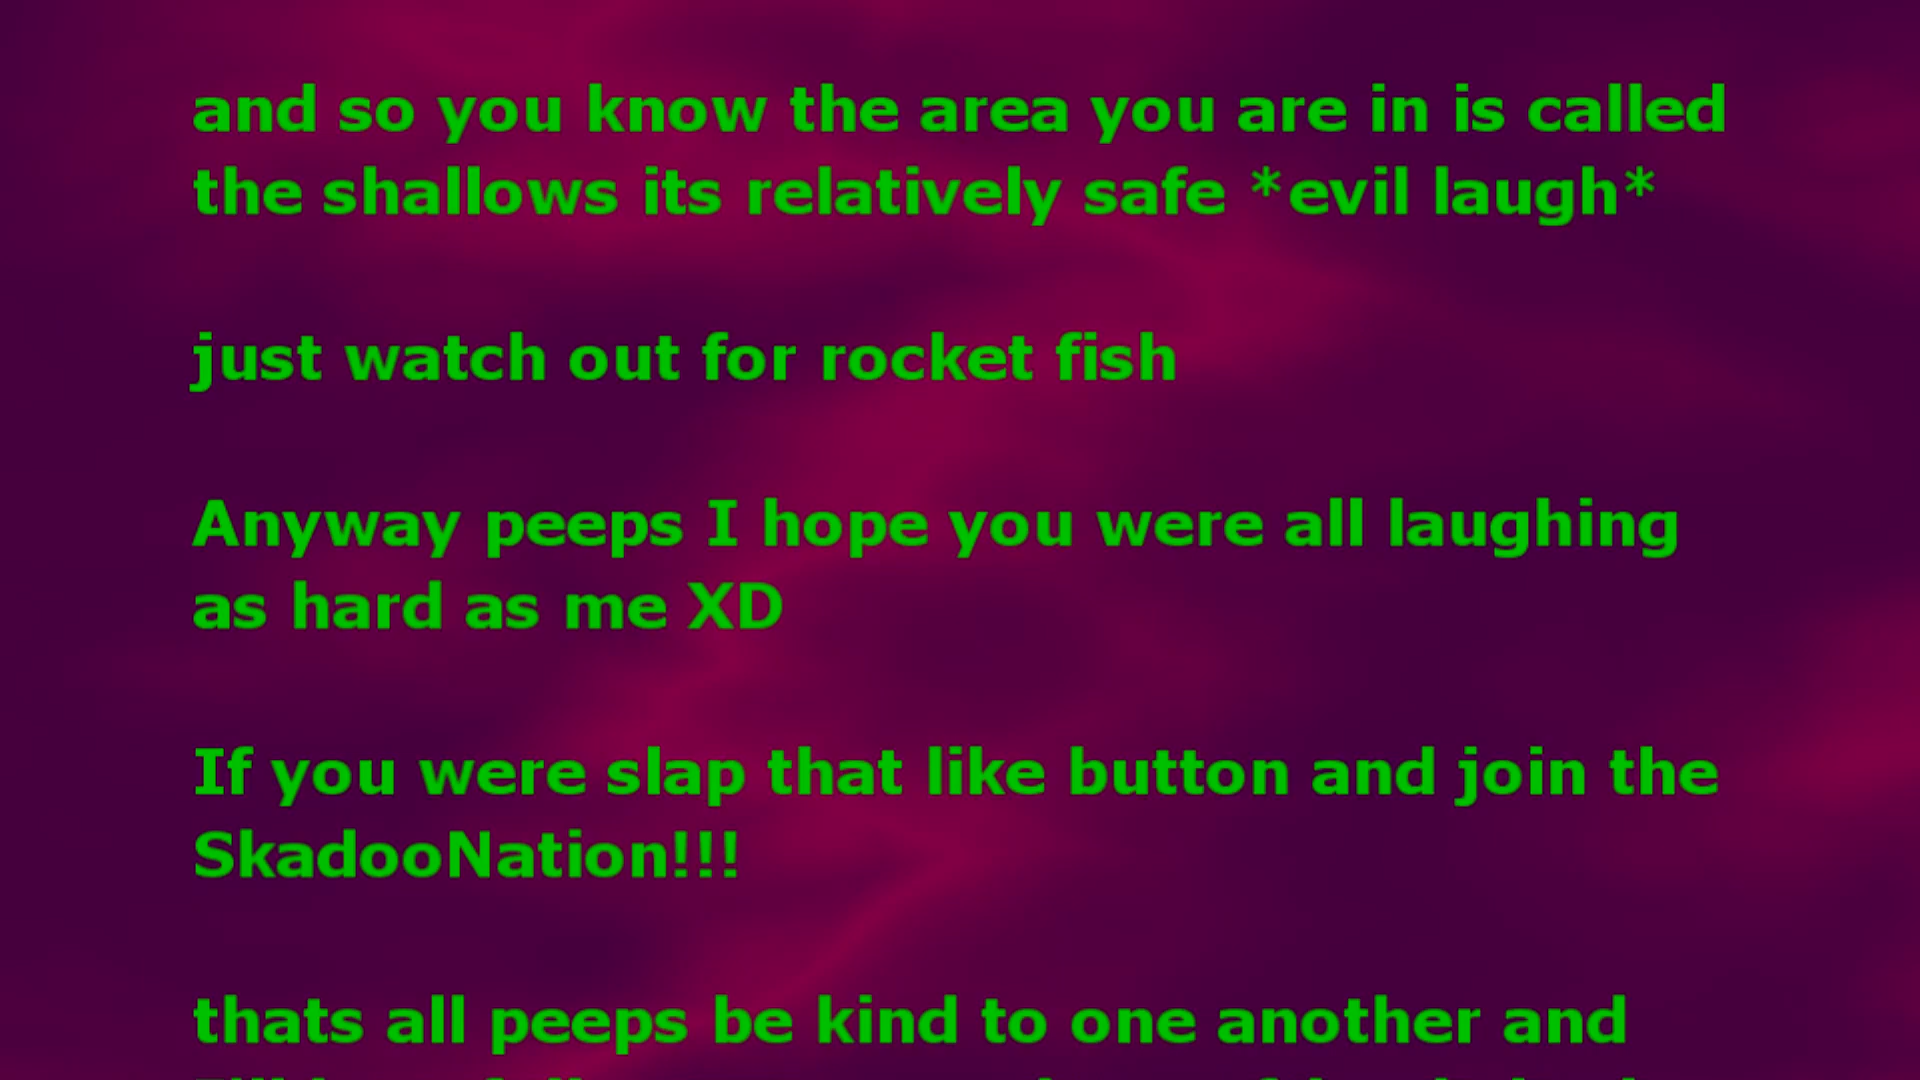 and so you know the area you are in is called
the shallows its relatively safe *evil laugh*
just watch out for rocket fish
Anyway peeps I hope you were all laughing
as hard as me XD
If you were slap that like button and join the
SkadooNation!!!
thats all peeps be kind to one another and